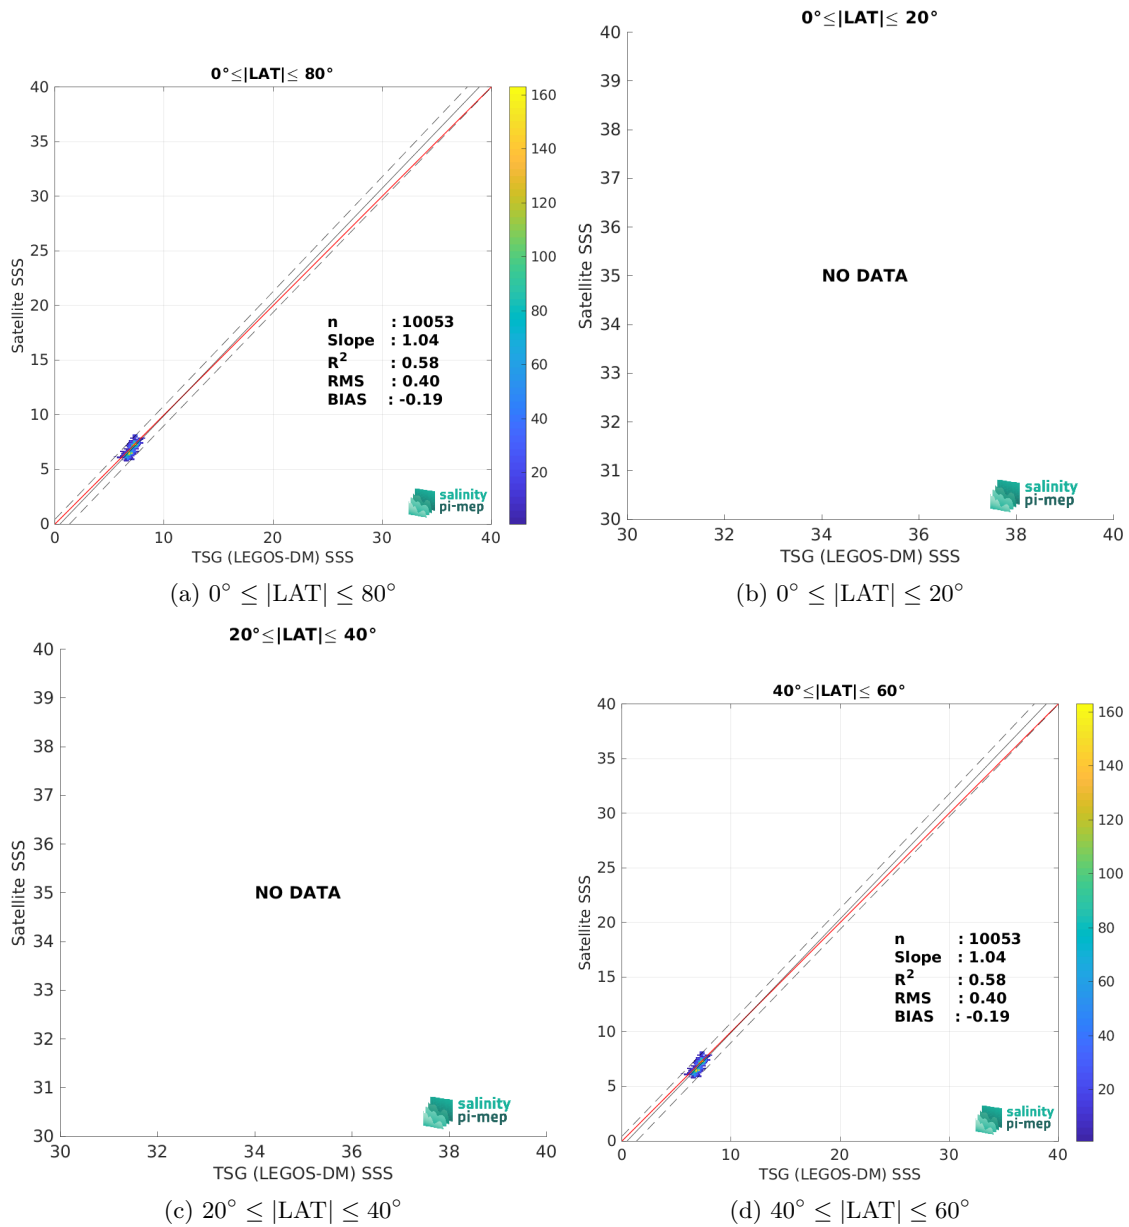 0°≤|LAT|≤ 80°
40
35
30
25
20
15
10
5
0
0
10
20
30
40
Satellite SSS
TSG (LEGOS-DM) SSS
n : 10053
Slope : 1.04
R² : 0.58
RMS : 0.40
BIAS : -0.19
salinity
pi-mep
160
140
120
100
80
60
40
20
(a) 0° ≤ |LAT| ≤ 80°
0°≤|LAT|≤ 20°
40
39
38
37
36
35
34
33
32
31
30
30
32
34
36
38
40
Satellite SSS
TSG (LEGOS-DM) SSS
NO DATA
salinity
pi-mep
(b) 0° ≤ |LAT| ≤ 20°
20°≤|LAT|≤ 40°
40
39
38
37
36
35
34
33
32
31
30
30
32
34
36
38
40
Satellite SSS
TSG (LEGOS-DM) SSS
NO DATA
salinity
pi-mep
(c) 20° ≤ |LAT| ≤ 40°
40°≤|LAT|≤ 60°
40
35
30
25
20
15
10
5
0
0
10
20
30
40
Satellite SSS
TSG (LEGOS-DM) SSS
n : 10053
Slope : 1.04
R² : 0.58
RMS : 0.40
BIAS : -0.19
salinity
pi-mep
160
140
120
100
80
60
40
20
(d) 40° ≤ |LAT| ≤ 60°